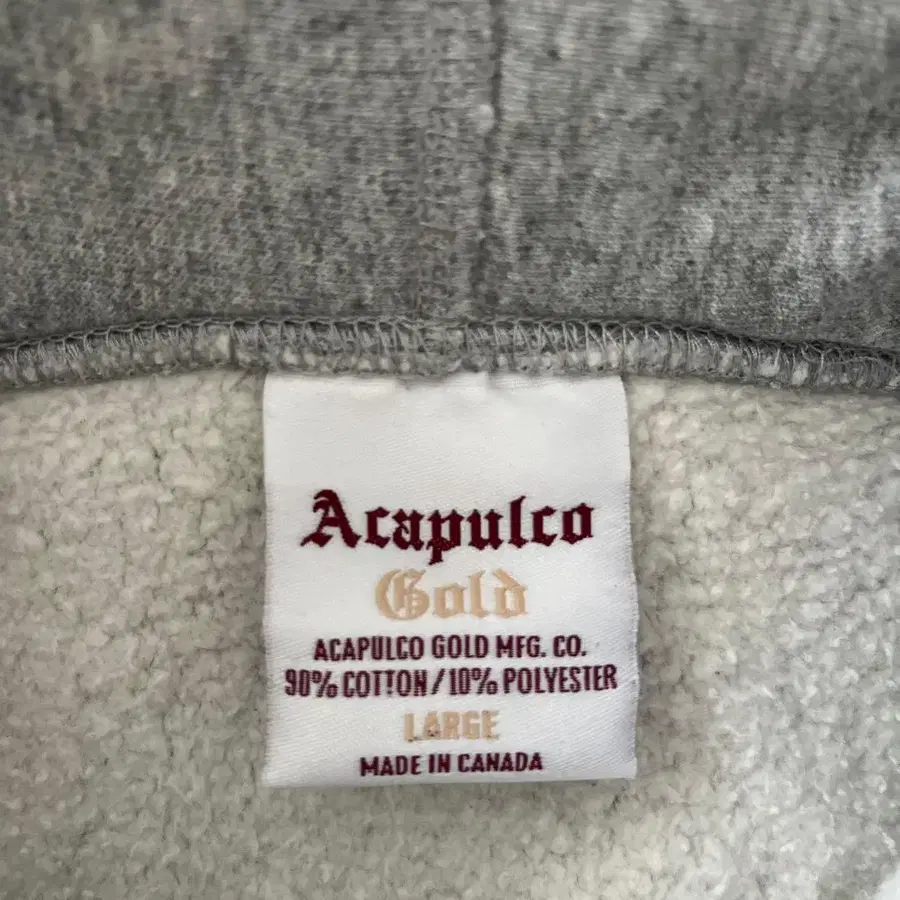 Acapulco
Gold
ACAPULCO GOLD MFG. CO.
90% COTTON/10% POLYESTER
LARGE
MADE IN CANADA